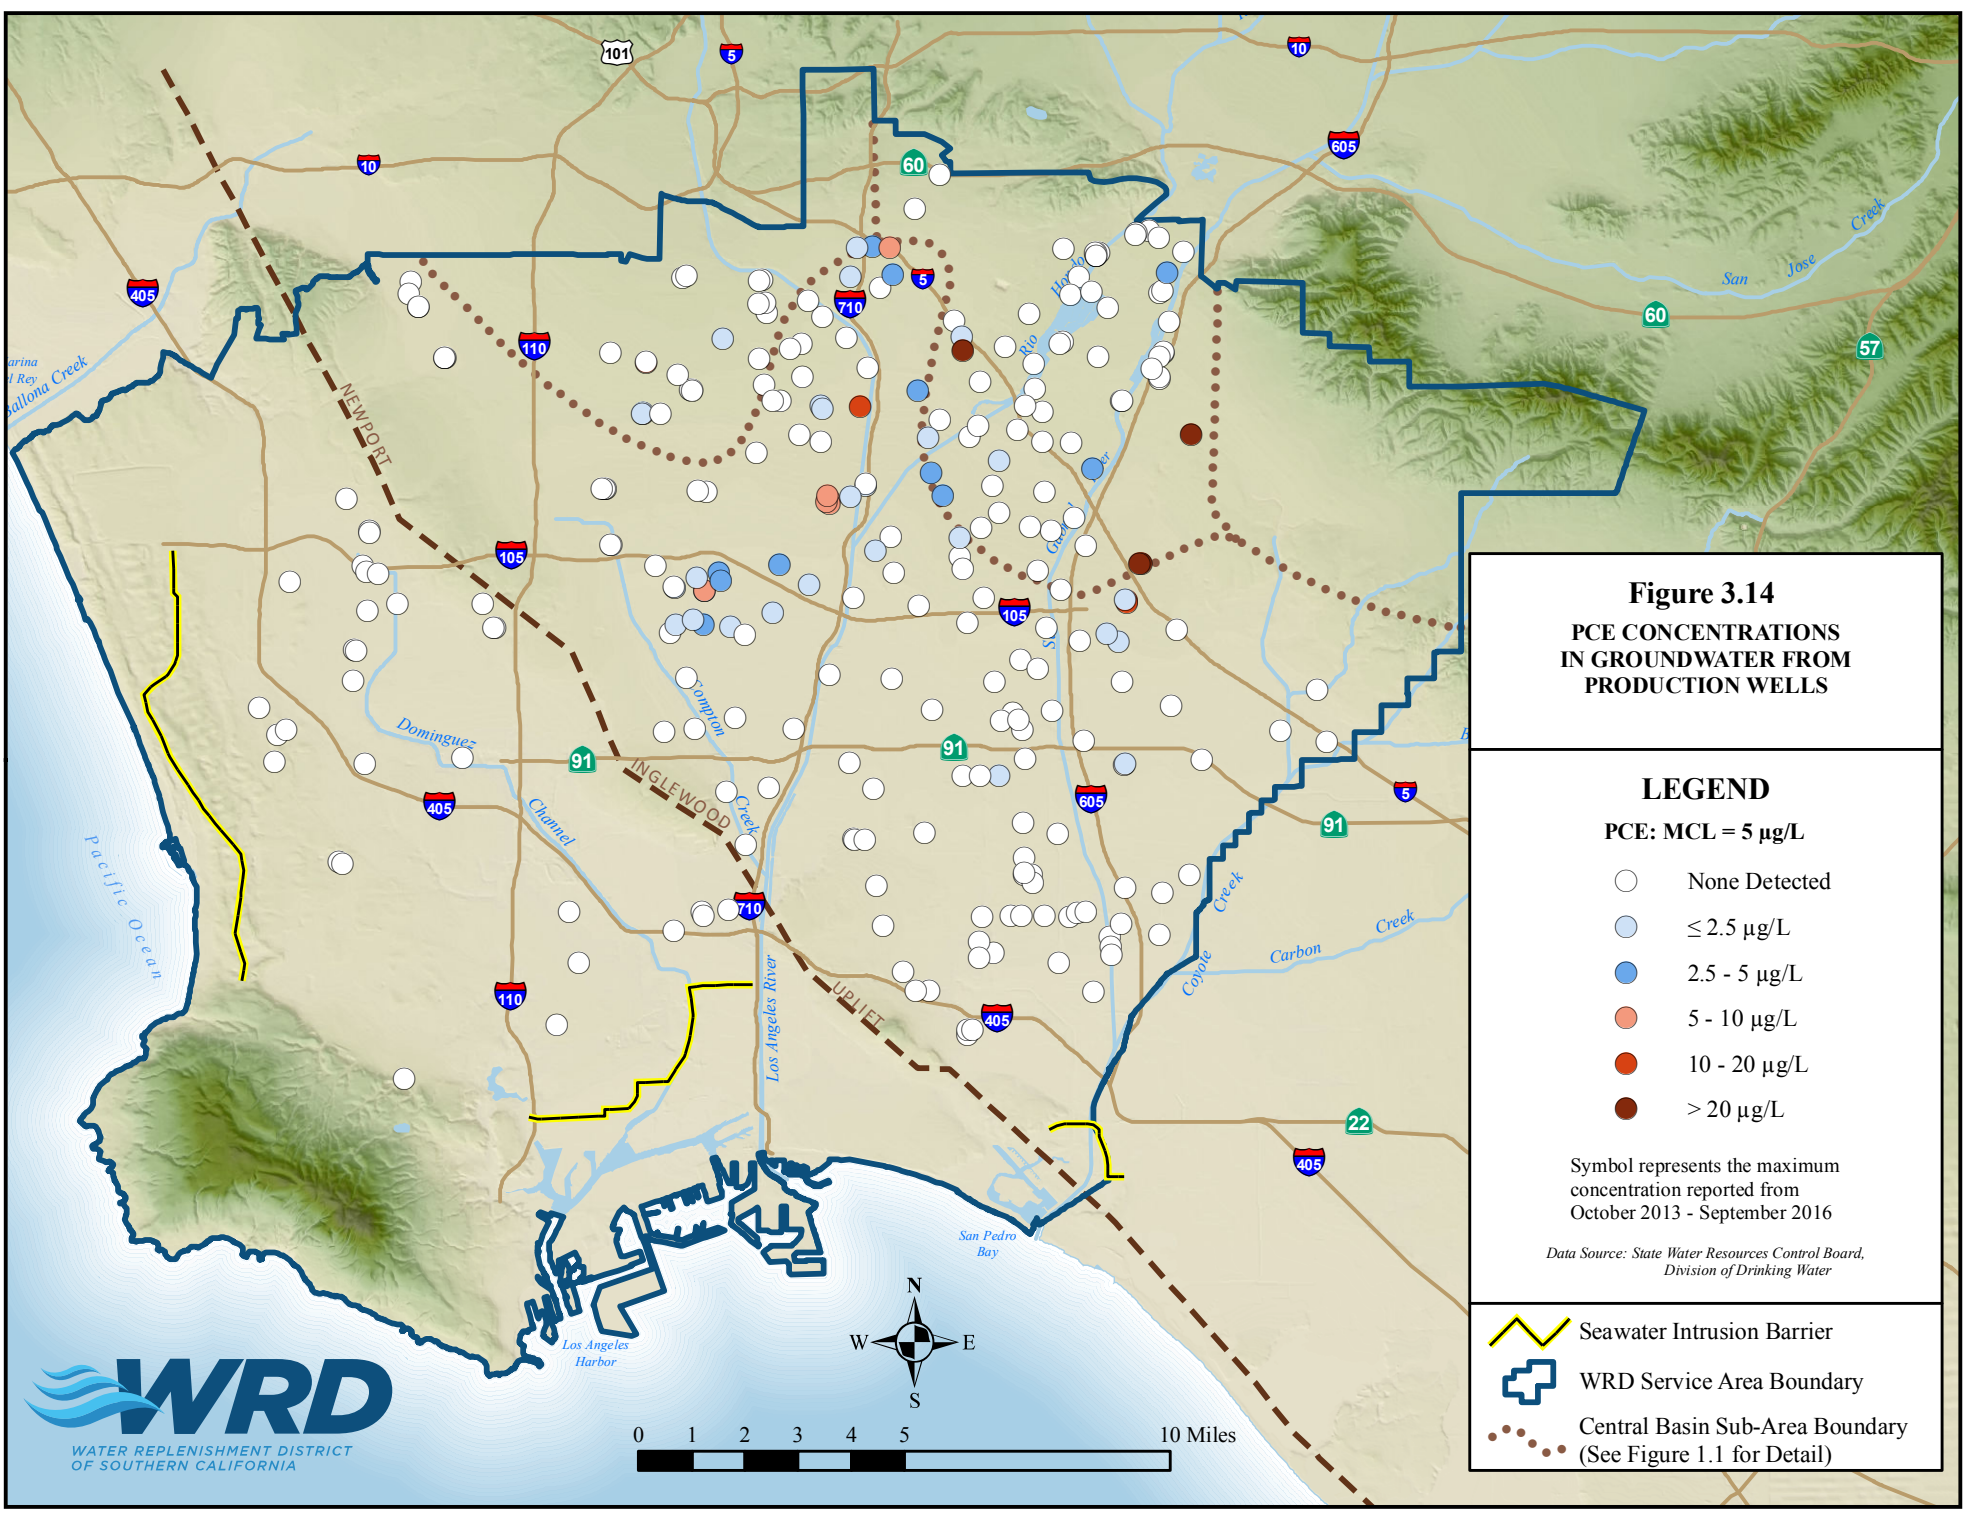 101
5
10
60
605
10
405
Creek
Jose
San
Hondo
5
710
60
57
110
Rio
Ballona Creek
NEWPORT
Gabriel
105
105
Figure 3.14
PCE CONCENTRATIONS
IN GROUNDWATER FROM
PRODUCTION WELLS
Compton
Dominguez
91
91
INGLEWOOD
405
Channel
Creek
605
5
91
LEGEND
PCE: MCL = 5 µg/L
None Detected
≤ 2.5 µg/L
2.5 - 5 µg/L
5 - 10 µg/L
10 - 20 µg/L
> 20 µg/L
Symbol represents the maximum
concentration reported from
October 2013 - September 2016
Data Source: State Water Resources Control Board,
Division of Drinking Water
Pacific Ocean
710
Creek
Creek
Carbon
Coyote
110
Los Angeles River
UPLIFT
405
22
405
San Pedro
Bay
Los Angeles
Harbor
N
W
E
S
Seawater Intrusion Barrier
WRD Service Area Boundary
Central Basin Sub-Area Boundary
(See Figure 1.1 for Detail)
WRD
WATER REPLENISHMENT DISTRICT
OF SOUTHERN CALIFORNIA
0 1 2 3 4 5 10 Miles